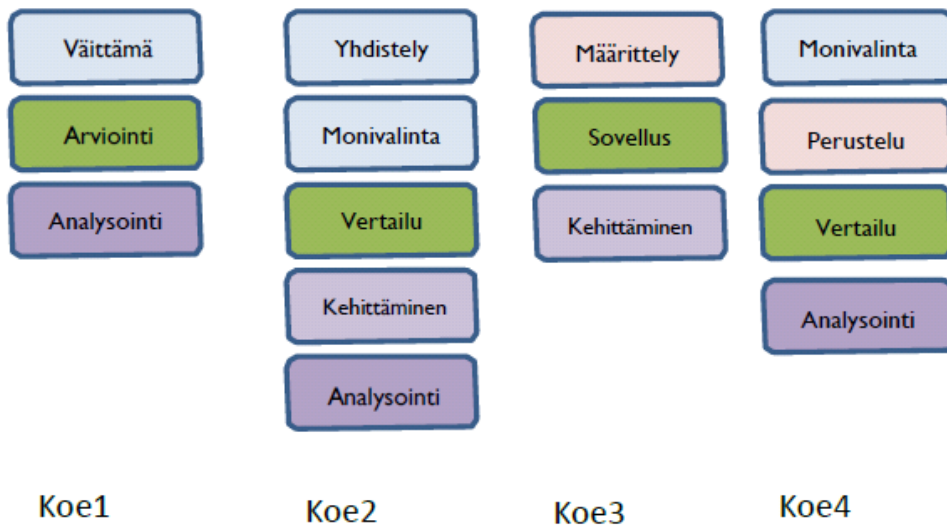 Väittämä
Arviointi
Analysointi
Koe1
Yhdistely
Monivalinta
Vertailu
Kehittäminen
Analysointi
Koe2
Määrittely
Sovellus
Kehittäminen
Koe3
Monivalinta
Perustelu
Vertailu
Analysointi
Koe4